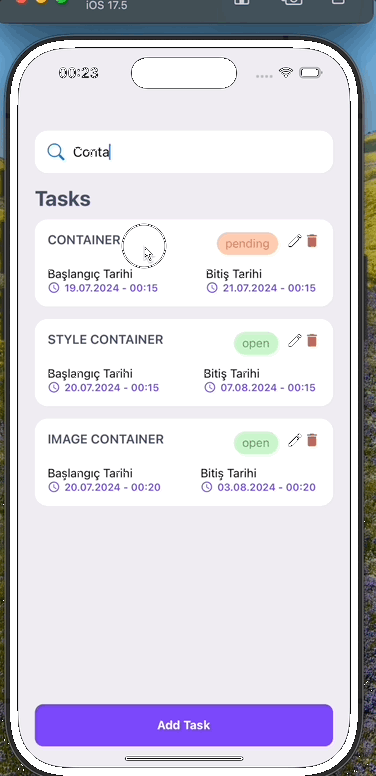 iOS 17.5
00:23
Conta
Tasks
CONTAINER
pending
Başlangıç Tarihi
Bitiş Tarihi
19.07.2024 - 00:15
21.07.2024 - 00:15
STYLE CONTAINER
open
Başlangıç Tarihi
Bitiş Tarihi
20.07.2024 - 00:15
07.08.2024 - 00:15
IMAGE CONTAINER
open
Başlangıç Tarihi
Bitiş Tarihi
20.07.2024 - 00:20
03.08.2024 - 00:20
Add Task